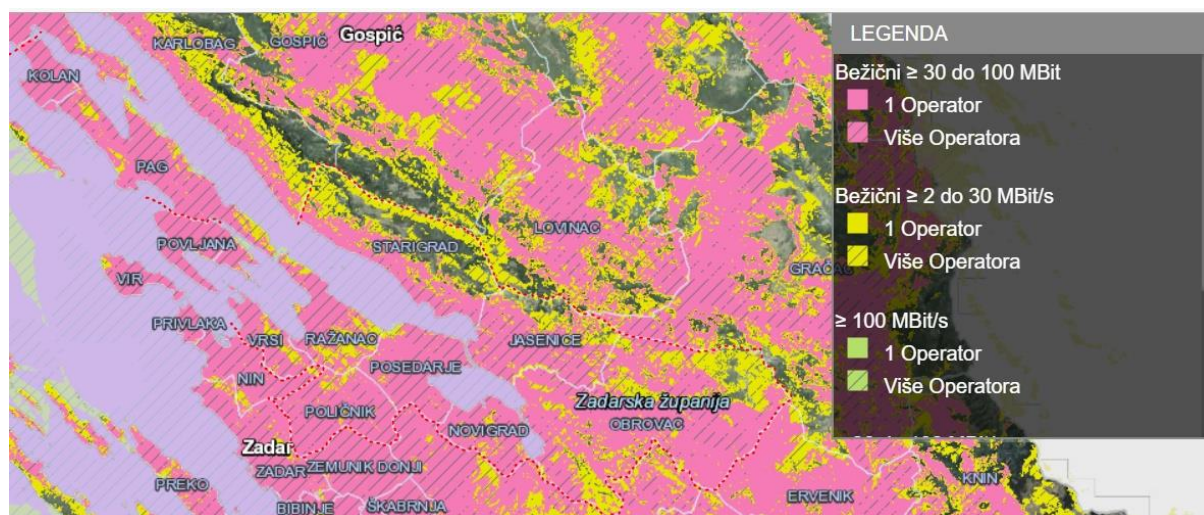 KARLOBAG
GOSPIĆ
Gospić
KOLAN
PAG
POVLJANA
STARIGRAD
LOVINAC
GRAČAC
VIR
PRIVLAKA
VRSI
RAŽANAC
JASENICE
NIN
POSEDARJE
POLIČNIK
Zadarska županija
NOVIGRAD
OBROVAC
Zadar
ZADAR
ZEMUNIK DONJI
PREKO
BIBINJE
ŠKABRNJA
ERVENIK
KNIN
LEGENDA
Bežični ≥ 30 do 100 MBit
1 Operator
Više Operatora
Bežični ≥ 2 do 30 MBit/s
1 Operator
Više Operatora
≥ 100 MBit/s
1 Operator
Više Operatora